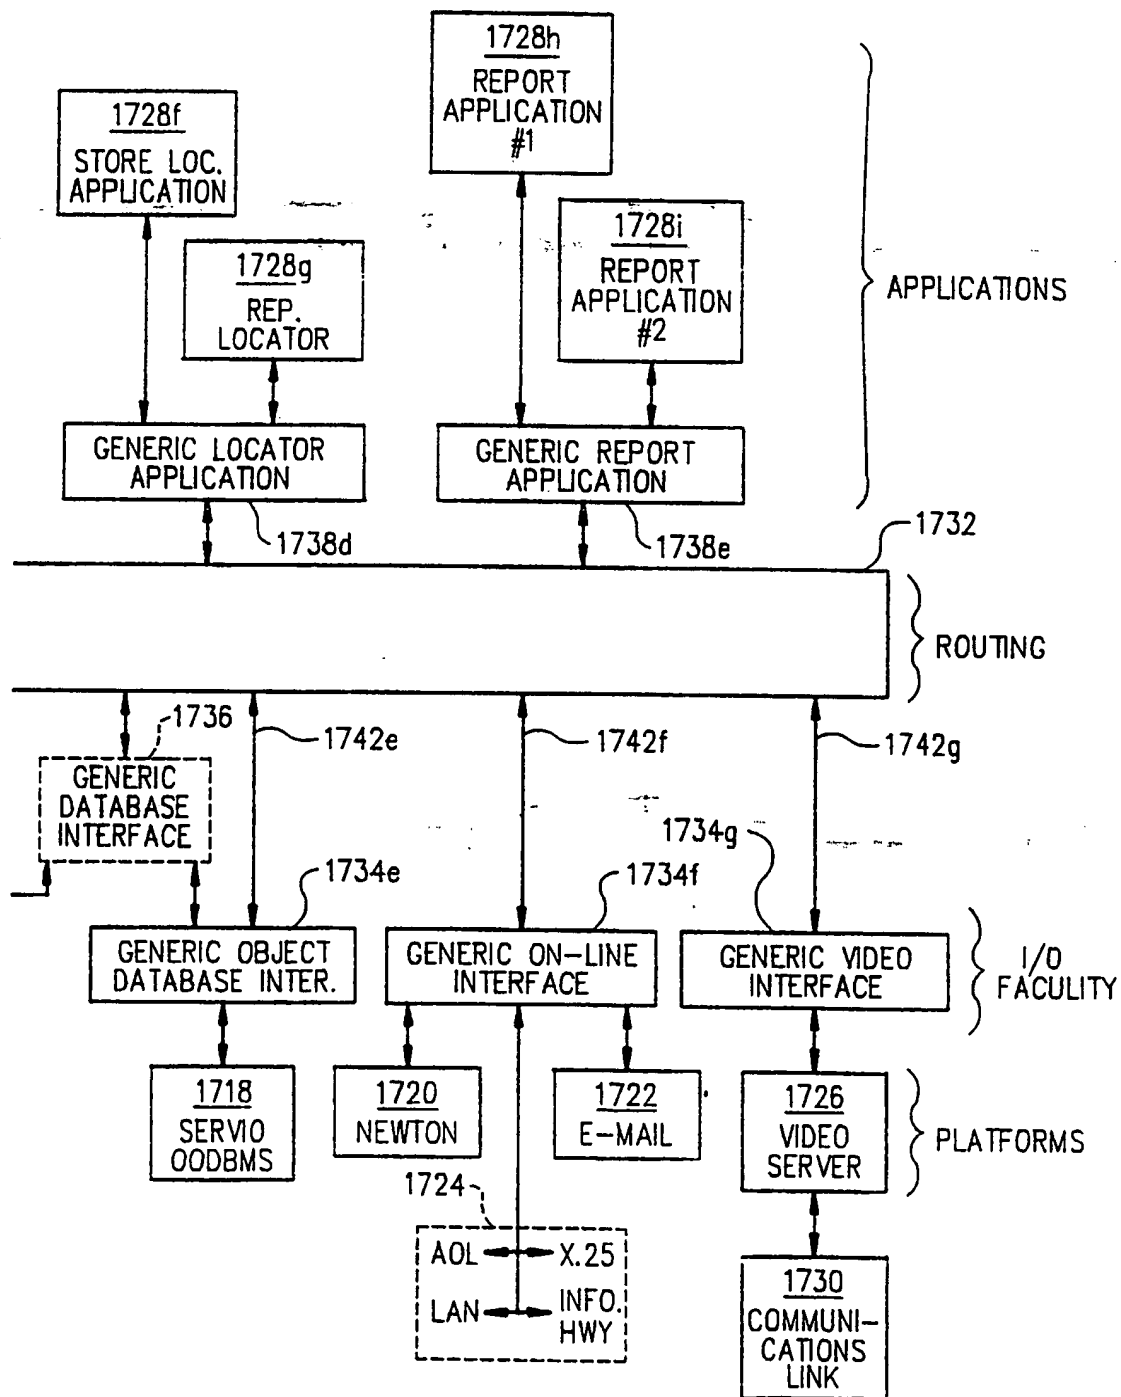 1728h
REPORT
APPLICATION
#1
1728f
STORE LOC.
APPLICATION
1728i
REPORT
APPLICATION
#2
1728g
REP.
LOCATOR
APPLICATIONS
GENERIC LOCATOR
APPLICATION
GENERIC REPORT
APPLICATION
1738d
1738e
1732
ROUTING
1736
1742e
1742f
1742g
GENERIC
DATABASE
INTERFACE
1734e
1734f
1734g
GENERIC OBJECT
DATABASE INTER.
GENERIC ON-LINE
INTERFACE
GENERIC VIDEO
INTERFACE
I/O
FACULITY
1718
SERVIO
OODBMS
1720
NEWTON
1722
E-MAIL
1726
VIDEO
SERVER
PLATFORMS
1724
AOL X.25
LAN INFO.
HWY
1730
COMMUNI-
CATIONS
LINK